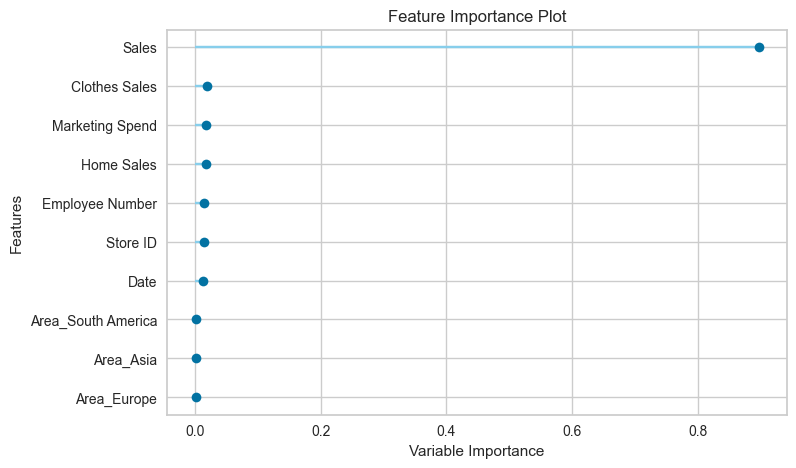 Feature Importance Plot
Sales
Clothes Sales
Marketing Spend
Home Sales
Employee Number
Store ID
Date
Area_South America
Area_Asia
Area_Europe
Features
0.0 0.2 0.4 0.6 0.8
Variable Importance